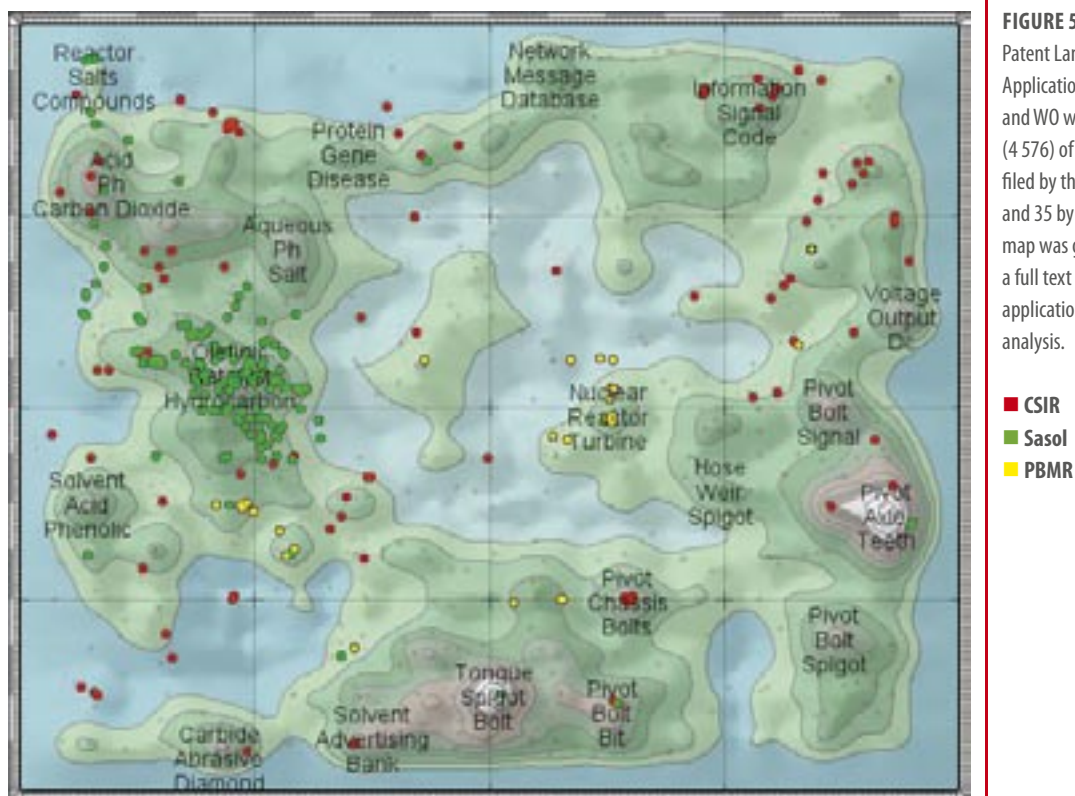 Reactor
Salts
Compounds
Network
Message
Database
Information
Signal
Code
Protein
Gene
Disease
Acid
Ph
Carban Dioxide
Aqueous
Ph
Salt
Voltage
Output
Dc
Hydrocarbon
Nuclear
Reactor
Turbine
Pivot
Bolt
Signal
Hose
Weir
Spigot
Solvent
Acid
Phenolic
Pivot
Axle
Teeth
Pivot
Chassis
Bolts
Pivot
Bolt
Spigot
Tongue
Spigot
Bolt
Pivot
Bolt
Bit
Solvent
Advertising
Bank
Carbide
Abrasive
Diamond
FIGURE 5
Patent Lan
Applicatio
and WO w
(4 576) of
filed by th
and 35 by
map was g
a full text
applicatio
analysis.
CSIR
Sasol
PBMR